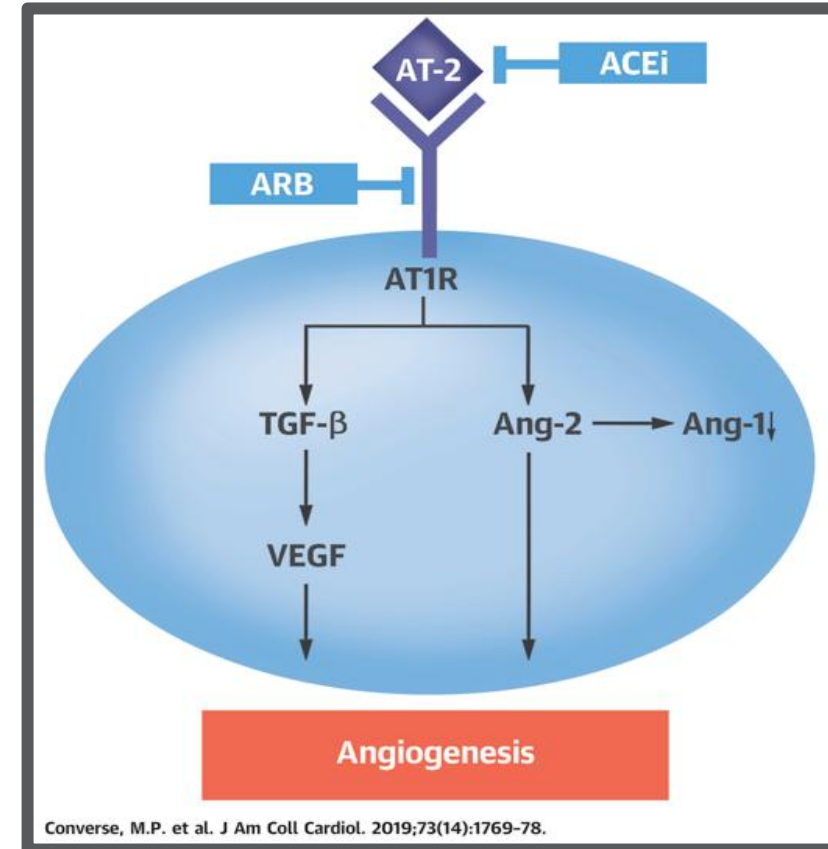 AT-2
ACEi
ARB
AT1R
TGF-β
Ang-2
Ang-1↓
VEGF
Angiogenesis
Converse, M.P. et al. J Am Coll Cardiol. 2019;73(14):1769–78.